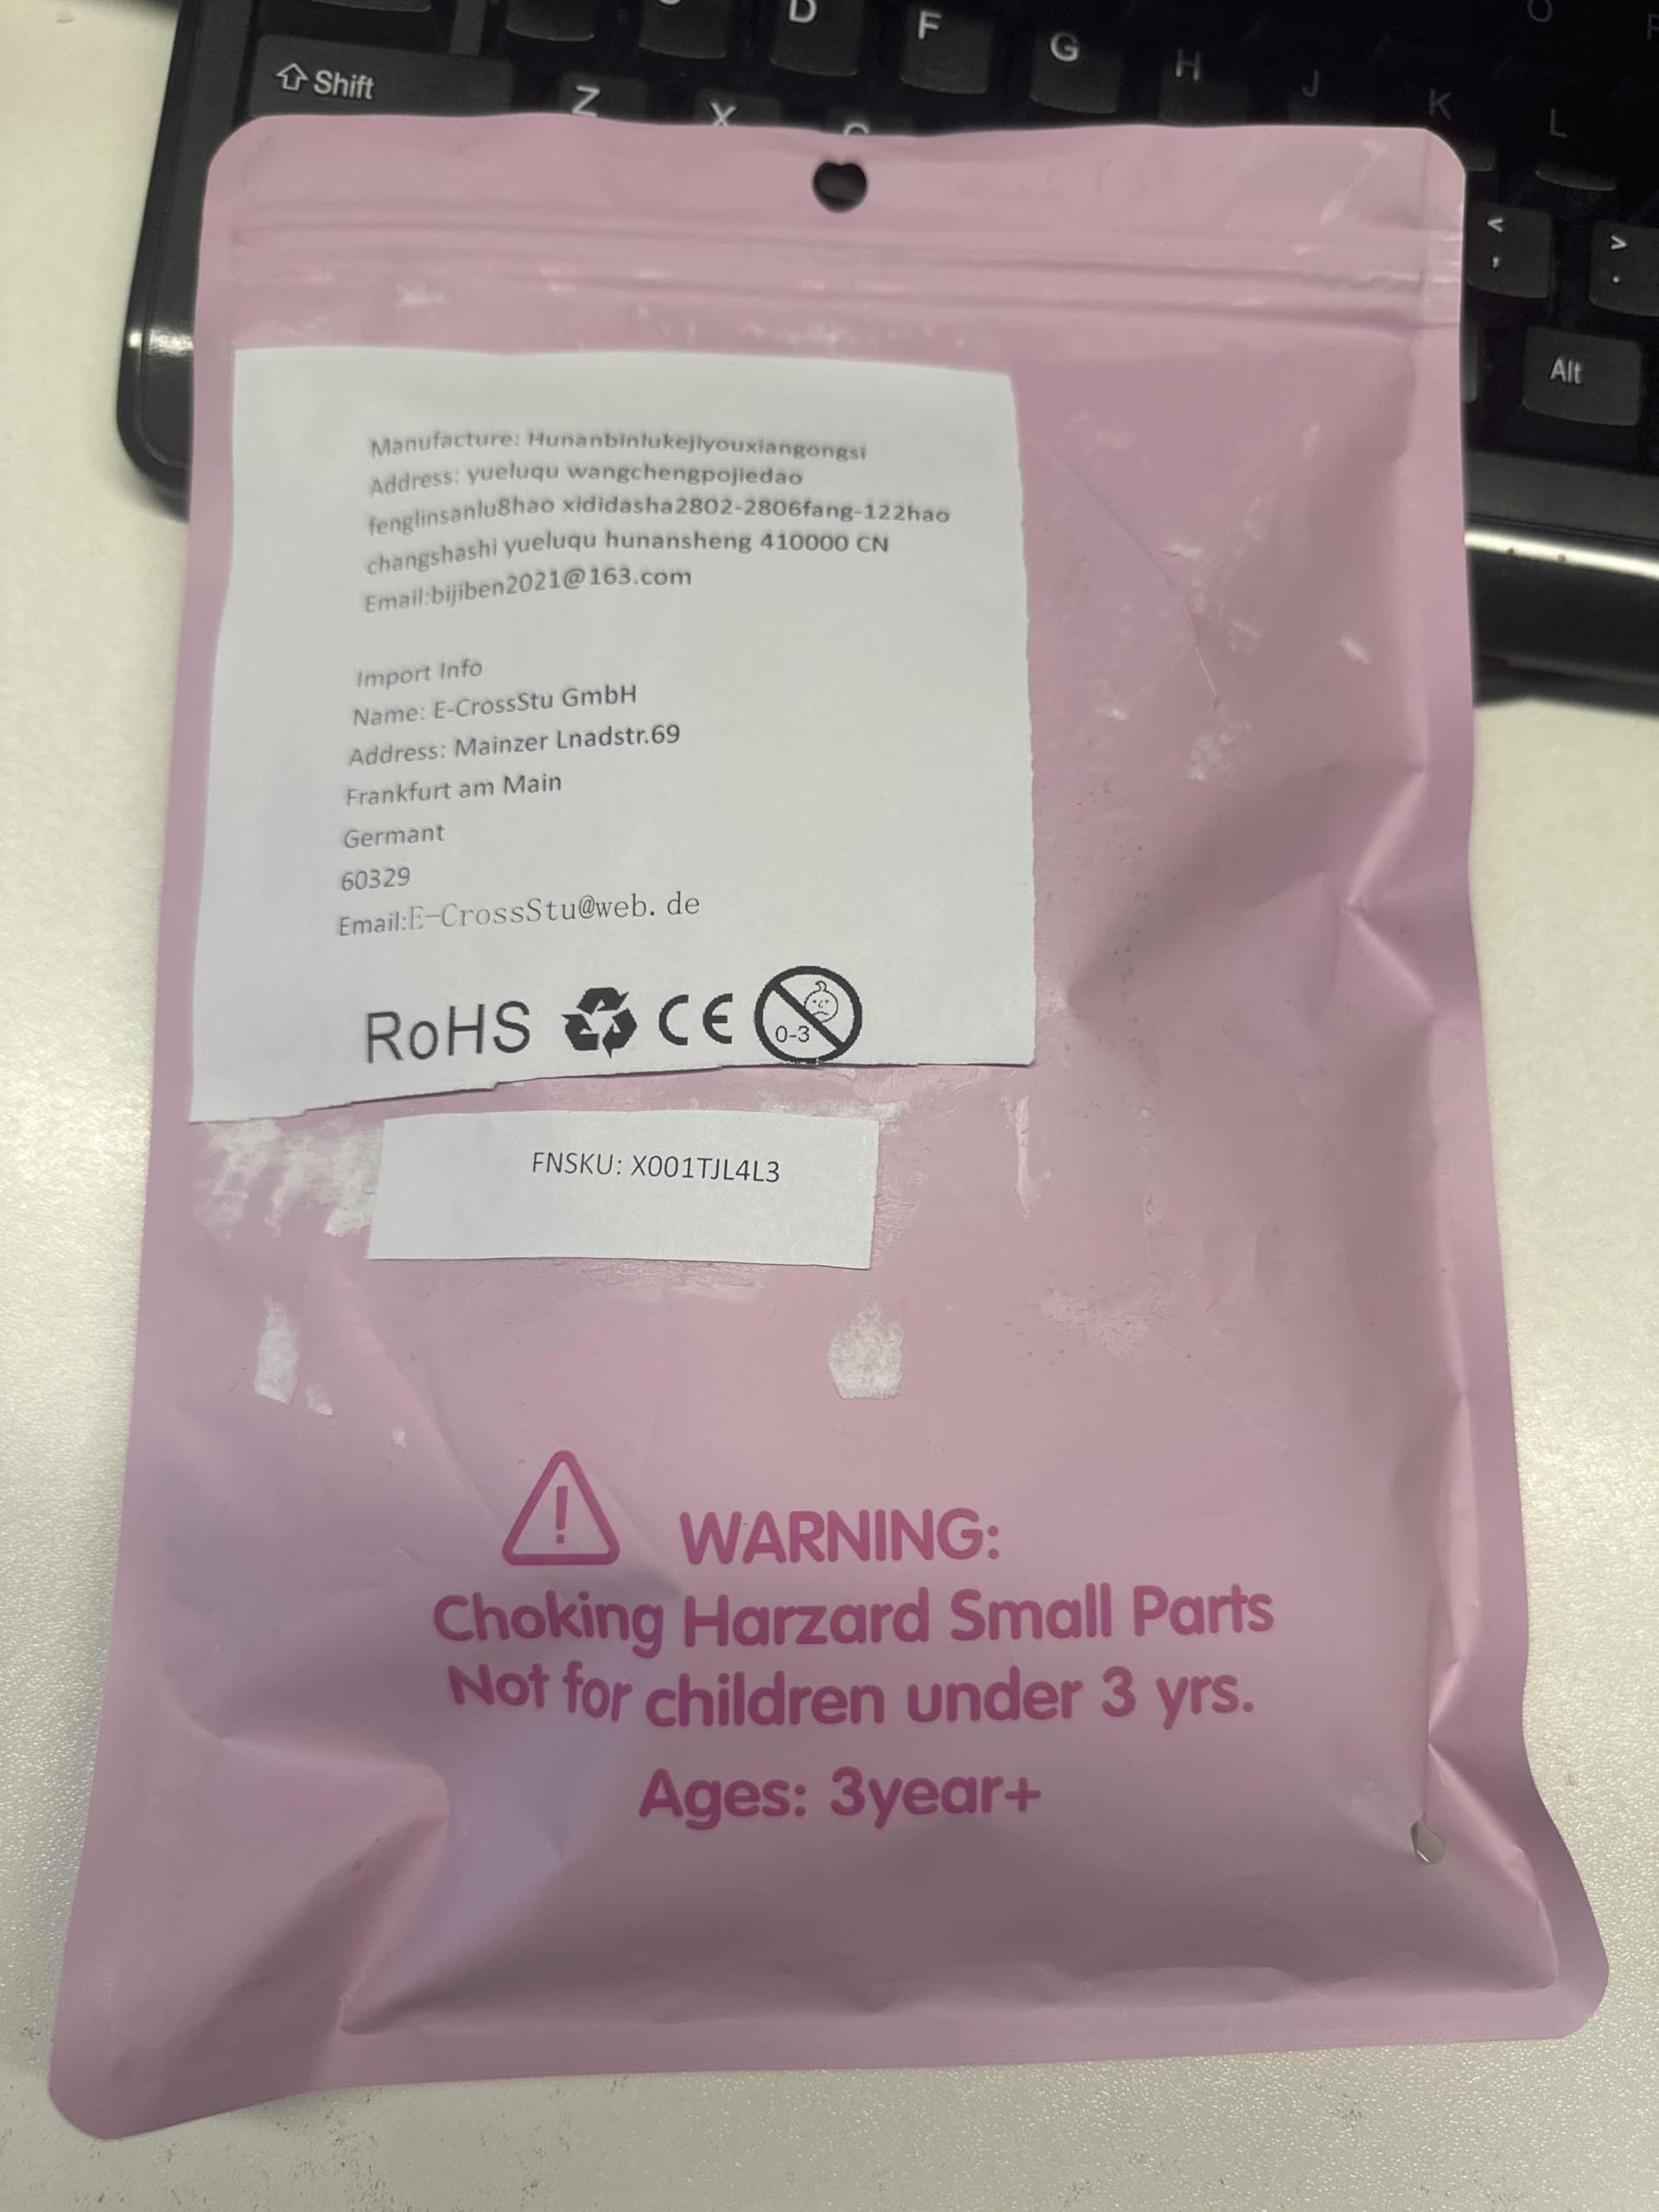 D
F
G
H
J
K
L
Shift
Z
X
C
<
,
>
.
Alt
Manufacture: Hunanbinlukejiyouxiangongsi
Address: yueluqu wangchengpojiedao
fenglinsanlu8hao xididasha2802-2806fang-122hao
changshashi yueluqu hunansheng 410000 CN
Email:bijiben2021@163.com
Import Info
Name: E-CrossStu GmbH
Address: Mainzer Lnadstr.69
Frankfurt am Main
Germant
60329
Email:E-CrossStu@web. de
RoHS CE 0-3
FNSKU: X001TJL4L3
WARNING:
Choking Harzard Small Parts
Not for children under 3 yrs.
Ages: 3year+